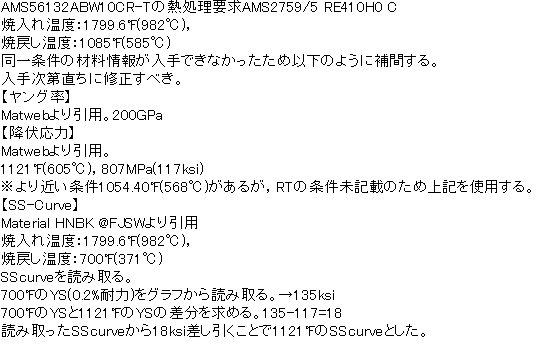 AMS56132ABW10CR-Tの熱処理要求AMS2759/5 RE410H0 C
焼入れ温度：1799.6℉(982℃)，
焼戻し温度：1085℉(585℃)
同一条件の材料情報が入手できなかったため以下のように補間する。
入手次第直ちに修正すべき。
【ヤング率】
Matwebより引用。200GPa
【降伏応力】
Matwebより引用。
1121℉(605℃)，807MPa(117ksi)
※より近い条件1054.40℉(568℃)があるが，RTの条件未記載のため上記を使用する。
【SS-Curve】
Material HNBK @FJSWより引用
焼入れ温度：1799.6℉(982℃)，
焼戻し温度：700℉(371℃)
SScurveを読み取る。
700℉のYS(0.2%耐力)をグラフから読み取る。→135ksi
700℉のYSと1121℉のYSの差分を求める。135-117=18
読み取ったSScurveから18ksi差し引くことで1121℉のSScurveとした。